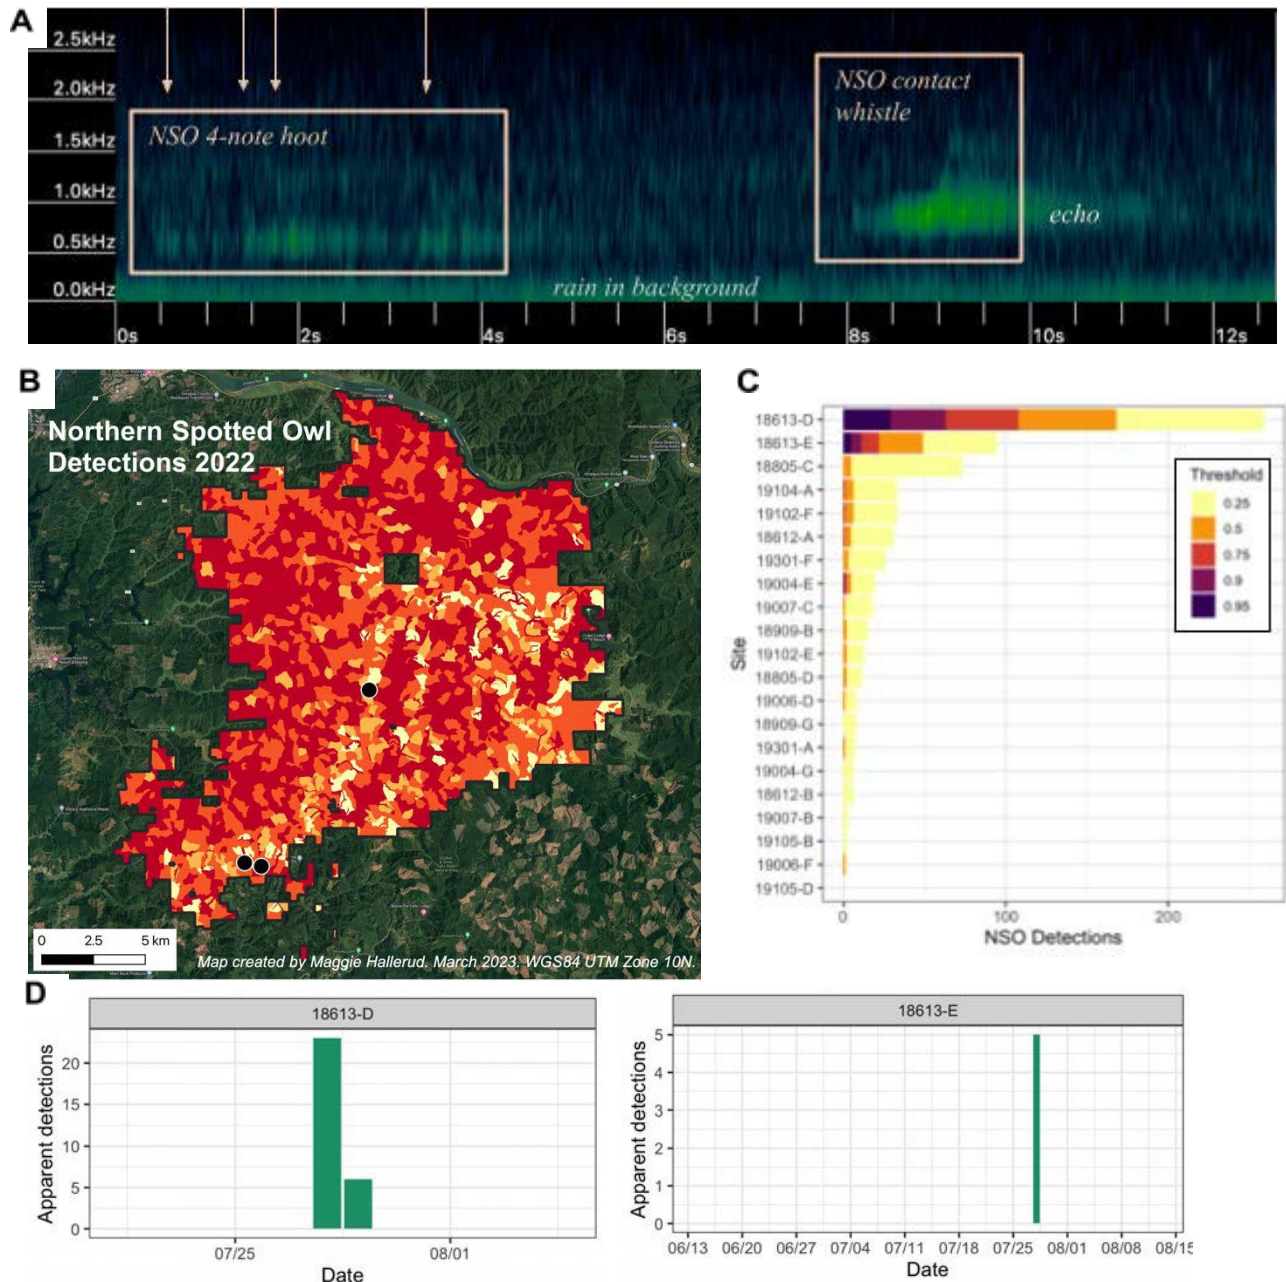 A
2.5kHz
2.0kHz
1.5kHz
1.0kHz
0.5kHz
0.0kHz
NSO 4-note hoot
NSO contact
whistle
echo
rain in background
0s 2s 4s 6s 8s 10s 12s
B
Northern Spotted Owl
Detections 2022
0 2.5 5 km
Map created by Maggie Hallerud. March 2023. WGS84 UTM Zone 10N.
C
Site
18613-D
18613-E
18805-C
19104-A
19102-F
18612-A
19301-F
19004-E
19007-C
18909-B
19102-E
18805-D
19006-D
18909-G
19301-A
19004-G
18612-B
19007-B
19105-B
19006-F
19105-D
0 100 200
NSO Detections
Threshold
0.25
0.5
0.75
0.9
0.95
D
18613-D
Apparent detections
20
15
10
5
0
07/25 08/01
Date
18613-E
Apparent detections
5
4
3
2
1
0
06/13 06/20 06/27 07/04 07/11 07/18 07/25 08/01 08/08 08/15
Date